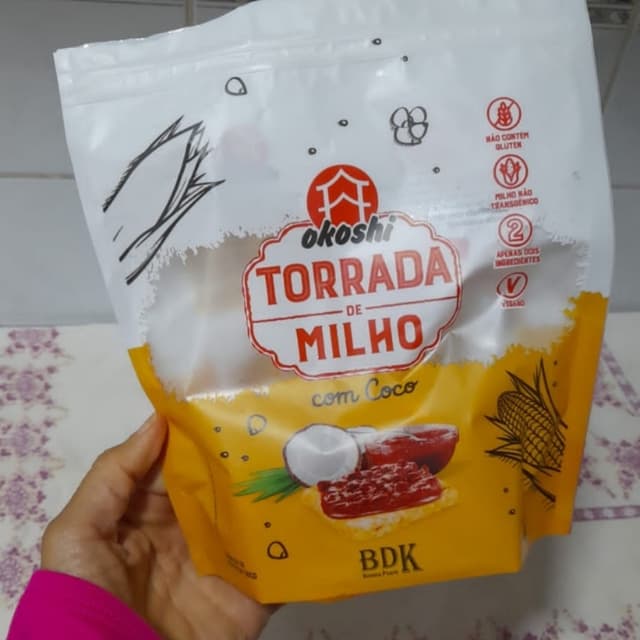 NÃO CONTÉM
GLÚTEN
MILHO NÃO
TRANSGÊNICO
2
APENAS DOIS
INGREDIENTES
V
VEGANO
okoshi
TORRADA
DE
MILHO
com Coco
BDK